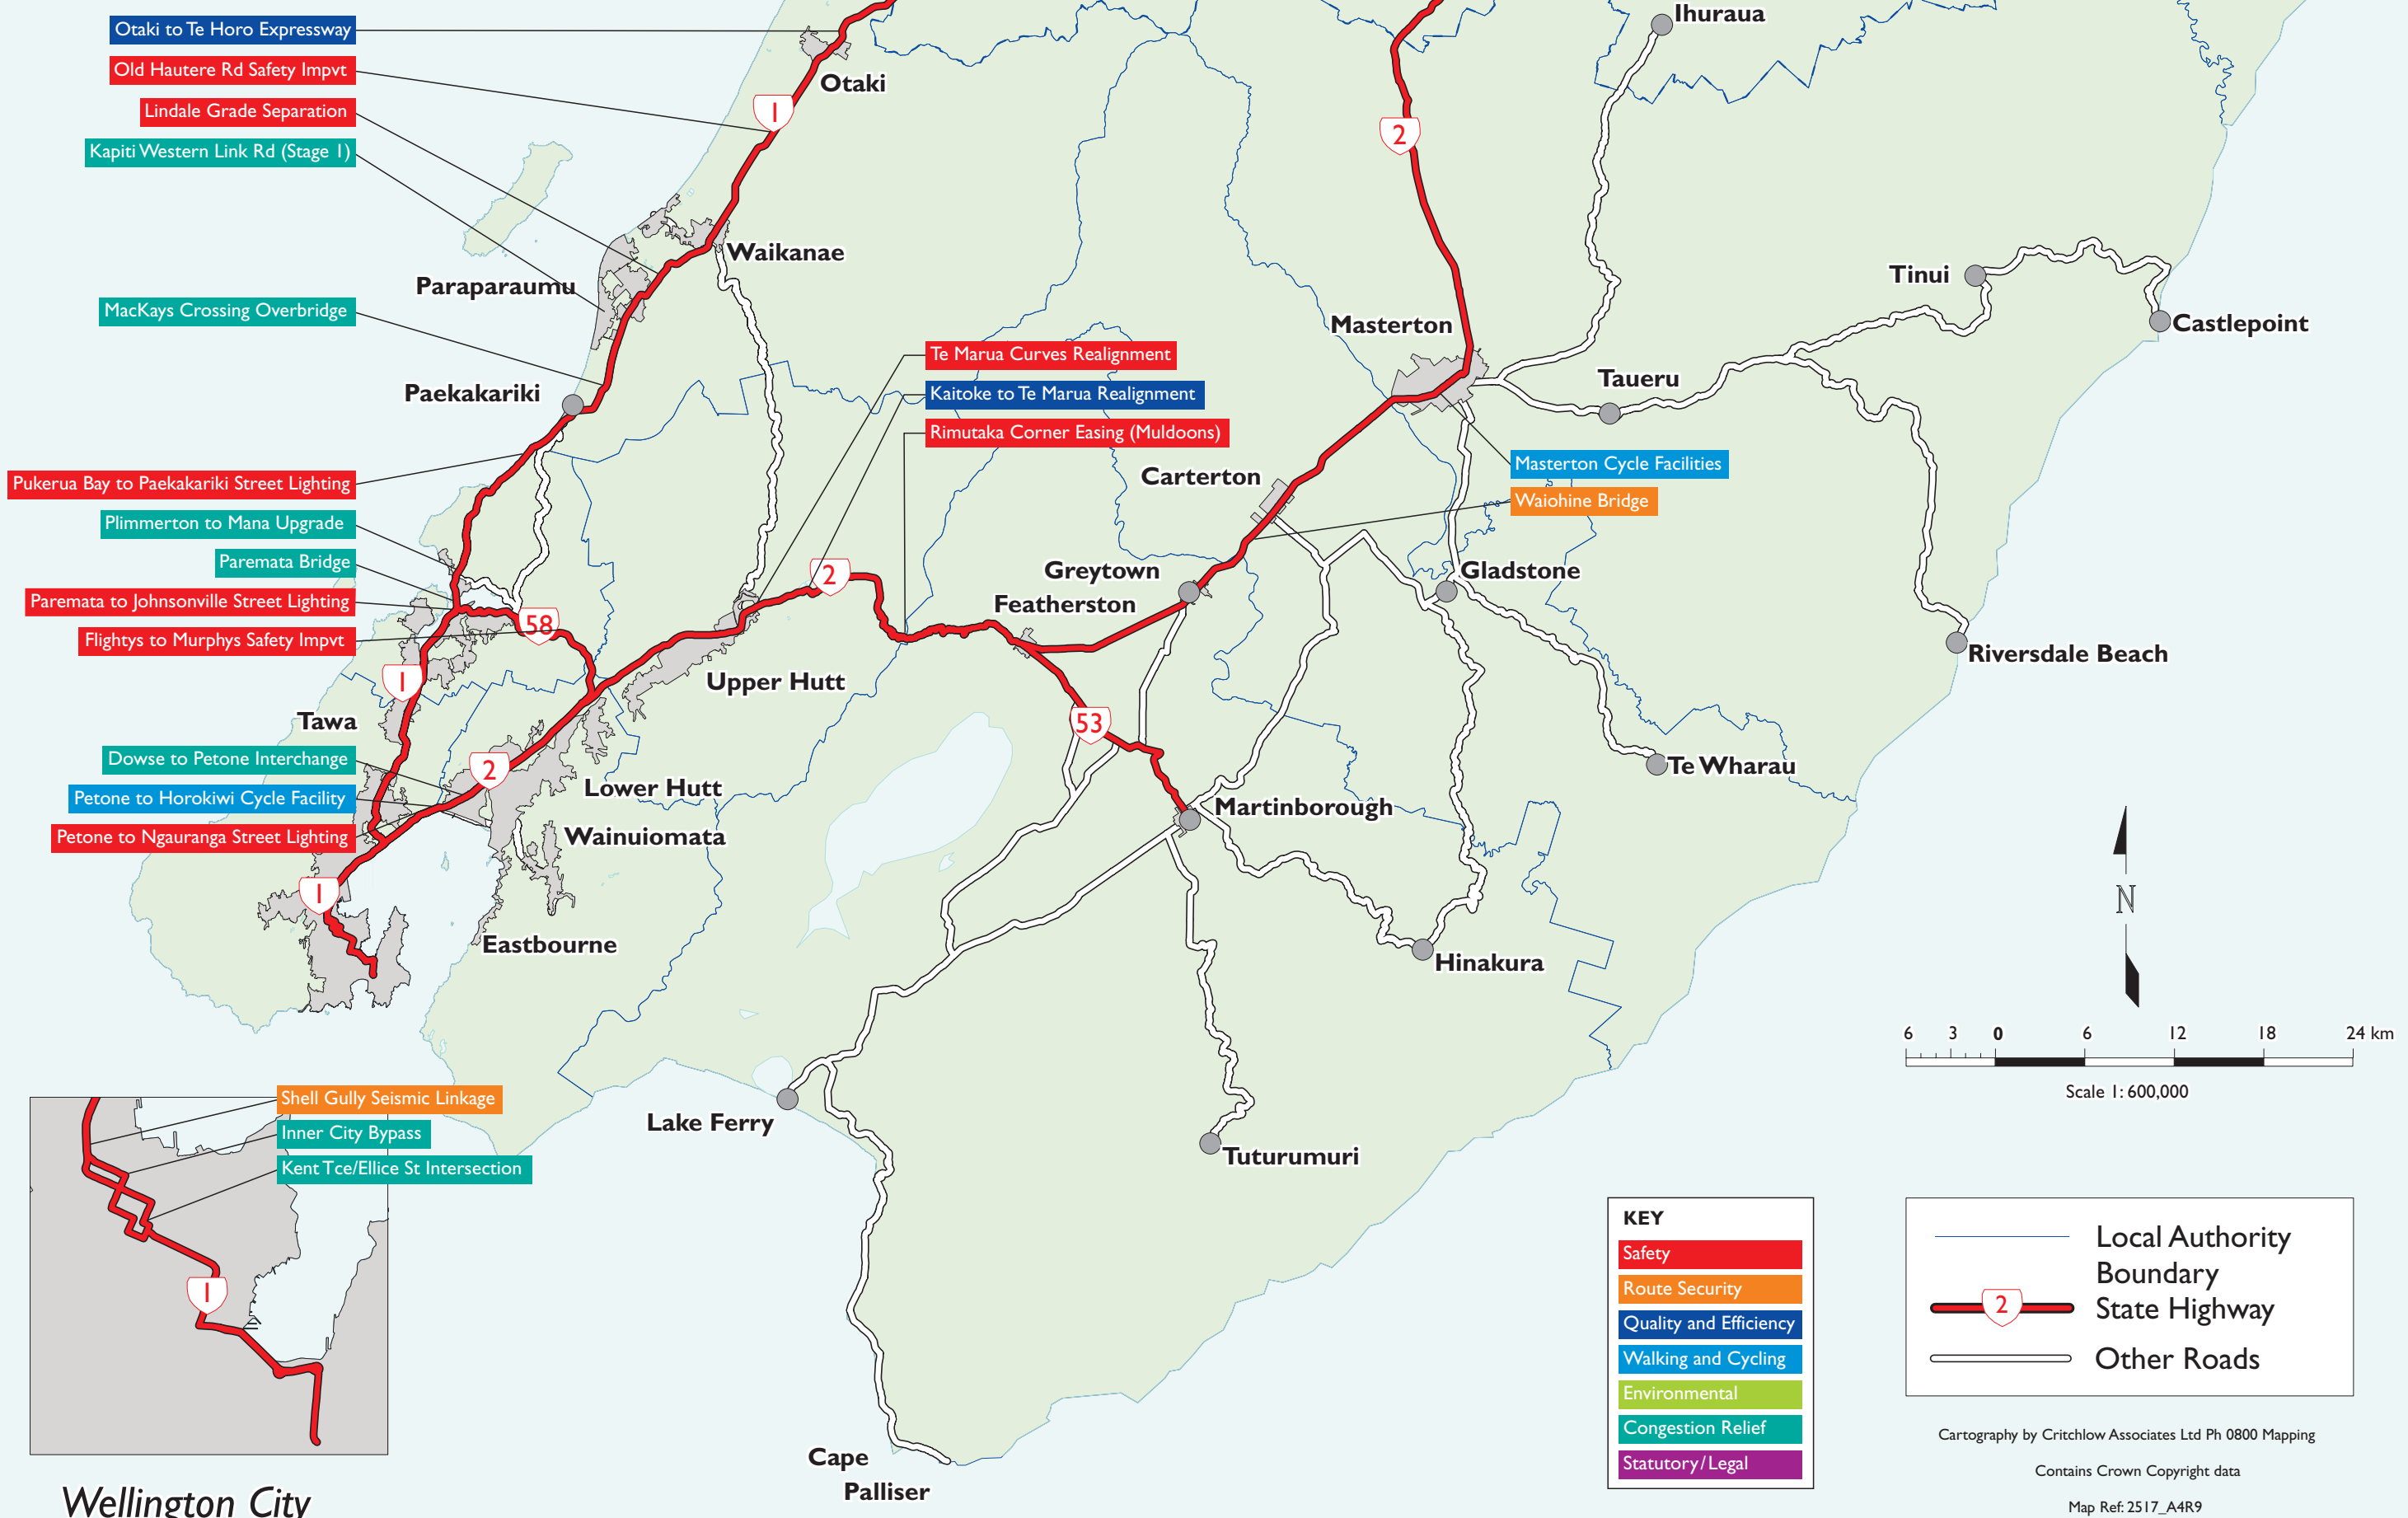 Otaki to Te Horo Expressway
Old Hautere Rd Safety Impvt
Lindale Grade Separation
Kapiti Western Link Rd (Stage 1)
MacKays Crossing Overbridge
Pukerua Bay to Paekakariki Street Lighting
Plimmerton to Mana Upgrade
Paremata Bridge
Paremata to Johnsonville Street Lighting
Flightys to Murphys Safety Impvt
Dowse to Petone Interchange
Petone to Horokiwi Cycle Facility
Petone to Ngauranga Street Lighting
Te Marua Curves Realignment
Kaitoke to Te Marua Realignment
Rimutaka Corner Easing (Muldoons)
Masterton Cycle Facilities
Waiohine Bridge
Otaki
1
Waikanae
Paraparaumu
Paekakariki
2
Ihuraua
Tinui
Castlepoint
Masterton
Taueru
Carterton
Greytown
Featherston
Gladstone
Riversdale Beach
2
58
1
Upper Hutt
Tawa
53
2
Lower Hutt
Te Wharau
Martinborough
Wainuiomata
1
Eastbourne
Hinakura
Lake Ferry
Tuturumuri
Cape
Palliser
N
6 3 0 6 12 18 24 km
Scale 1: 600,000
Shell Gully Seismic Linkage
Inner City Bypass
Kent Tce/Ellice St Intersection
1
Wellington City
KEY
Safety
Route Security
Quality and Efficiency
Walking and Cycling
Environmental
Congestion Relief
Statutory/Legal
Local Authority
Boundary
2
State Highway
Other Roads
Cartography by Critchlow Associates Ltd Ph 0800 Mapping
Contains Crown Copyright data
Map Ref: 2517_A4R9